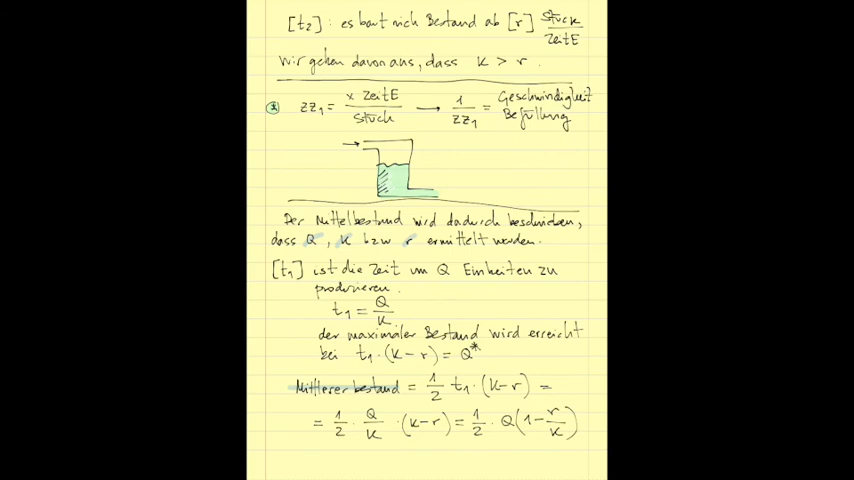 [t₂] : es baut sich Bestand ab [r] Stück/ZeitE
wir gehen davon aus, dass K > r.
* ZZ₁ = x ZeitE/Stück → 1/ZZ₁ = Geschwindigkeit Befüllung
Der Mittelbestand wird dadurch beschrieben,
dass Q, K bzw r ermittelt werden.
[t₁] ist die Zeit um Q Einheiten zu
produzieren.
t₁ = Q/K
der maximaler Bestand wird erreicht
bei t₁·(K−r) = Q*
Mittlerer bestand = 1/2 t₁·(K−r) =
= 1/2 · Q/K ·(K−r) = 1/2 · Q(1−r/K)